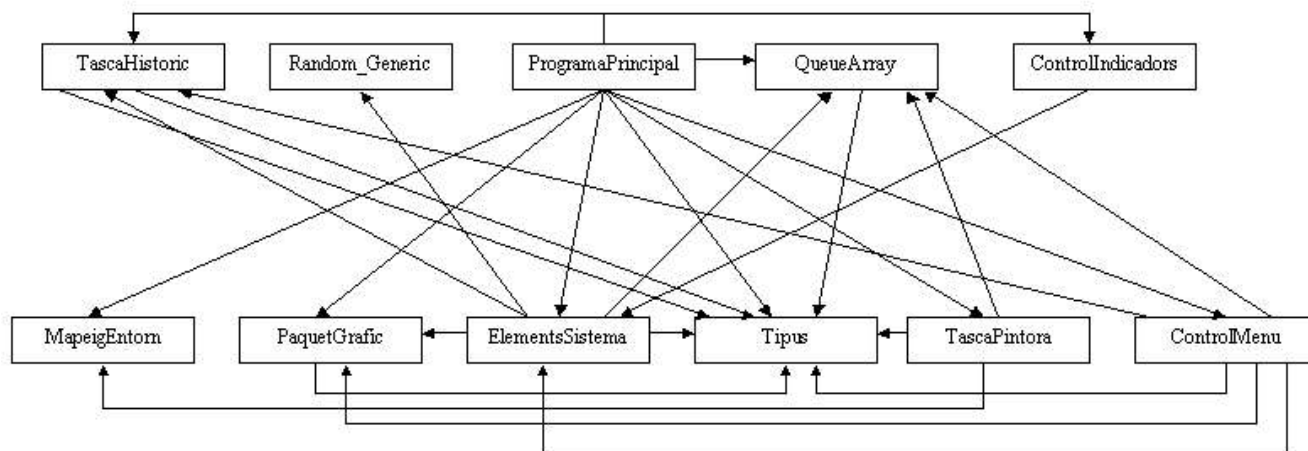 TascaHistoric
Random_Generic
ProgramaPrincipal
QueueArray
ControlIndicadors
MapeigEntorn
PaquetGrafic
ElementsSistema
Tipus
TascaPintora
ControlMenu